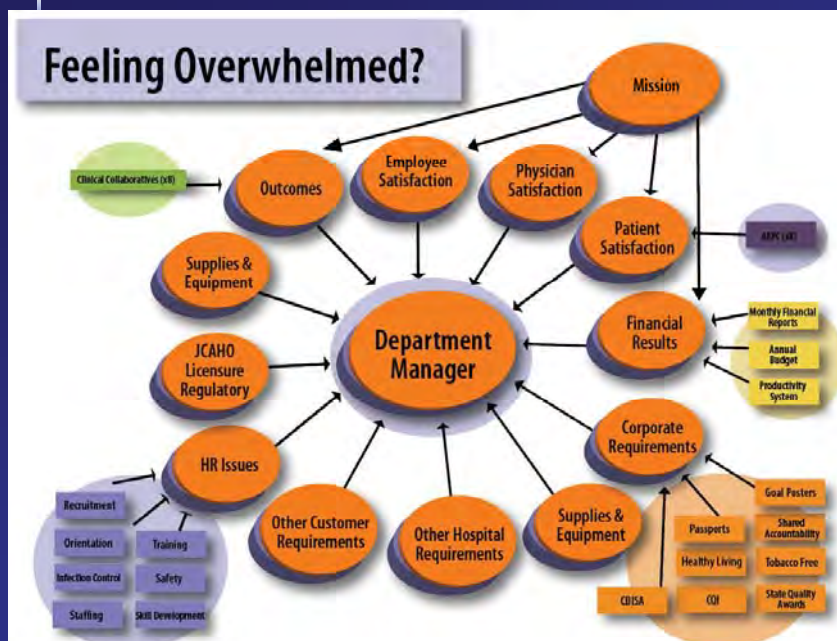 Feeling Overwhelmed?
Mission
Clinical Collaboratives (x8)
Outcomes
Employee
Satisfaction
Physician
Satisfaction
Patient
Satisfaction
Supplies &
Equipment
Department
Manager
Financial
Results
Monthly Financial
Reports
Annual
Budget
Productivity
System
JCAHO
Licensure
Regulatory
HR Issues
Corporate
Requirements
Recruitment
Orientation
Training
Infection Control
Safety
Staffing
Skill Development
Other Customer
Requirements
Other Hospital
Requirements
Supplies &
Equipment
Goal Posters
Passports
Shared
Accountability
Healthy Living
Tobacco Free
CBISA
CQI
State Quality
Awards